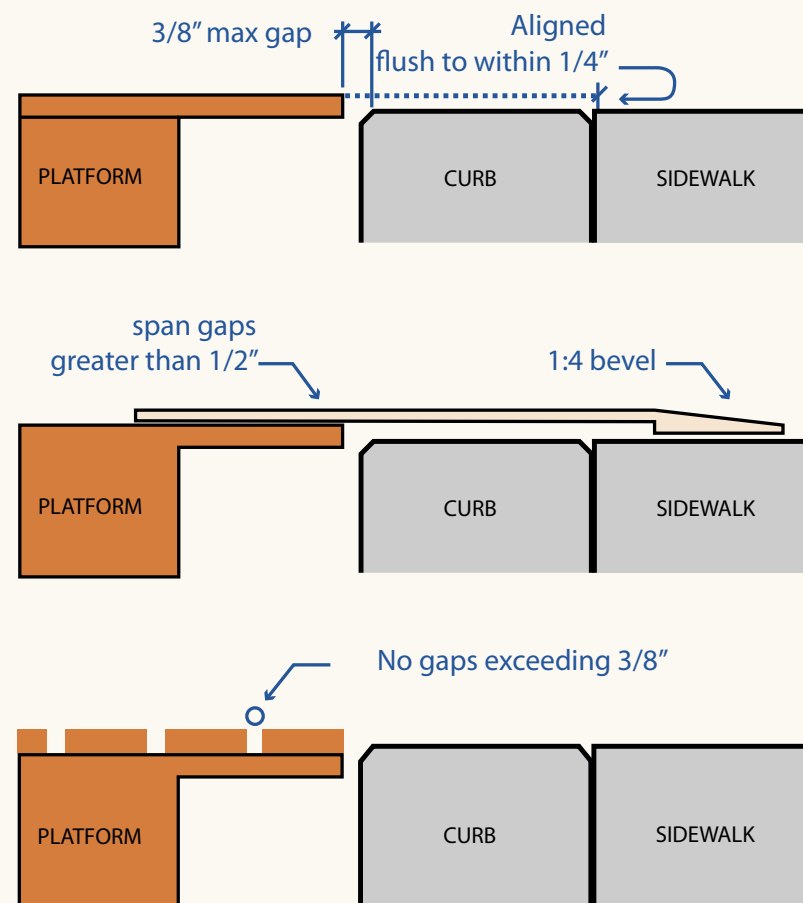 3/8” max gap
Aligned
flush to within 1/4”
PLATFORM
CURB
SIDEWALK
span gaps
greater than 1/2”
1:4 bevel
PLATFORM
CURB
SIDEWALK
No gaps exceeding 3/8”
PLATFORM
CURB
SIDEWALK